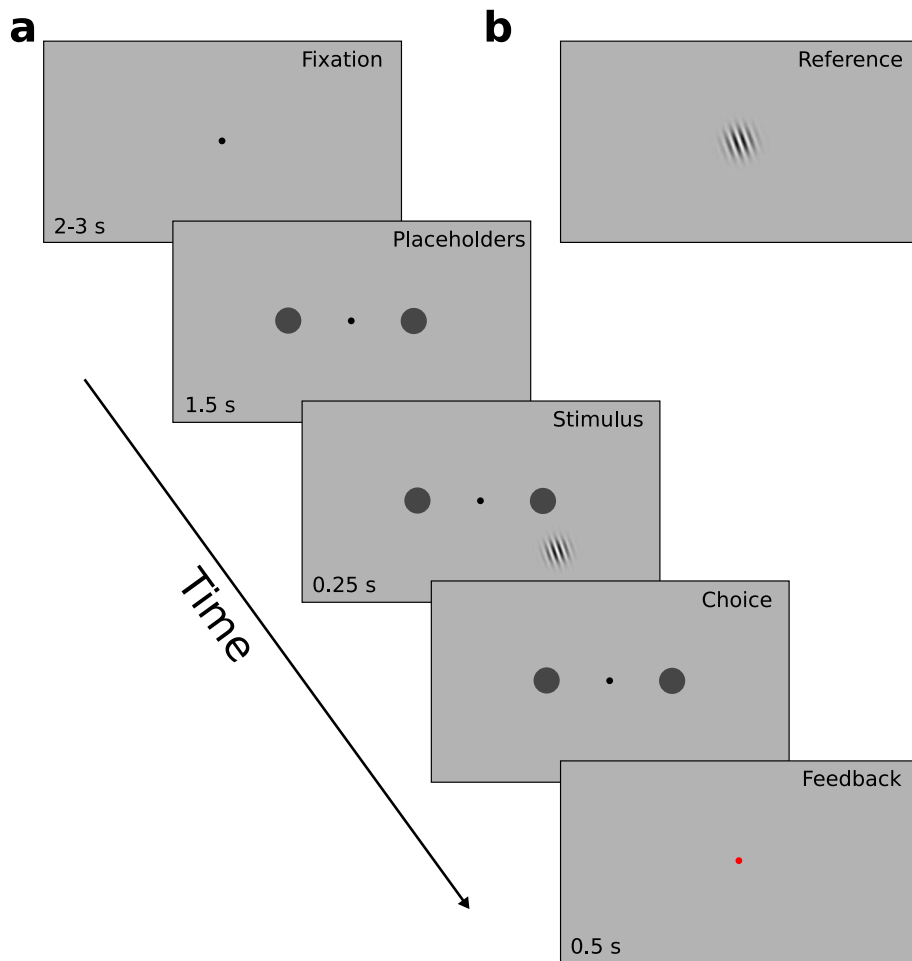 a
Fixation
2-3 s
b
Reference
Placeholders
1.5 s
Stimulus
0.25 s
Choice
Feedback
0.5 s
Time